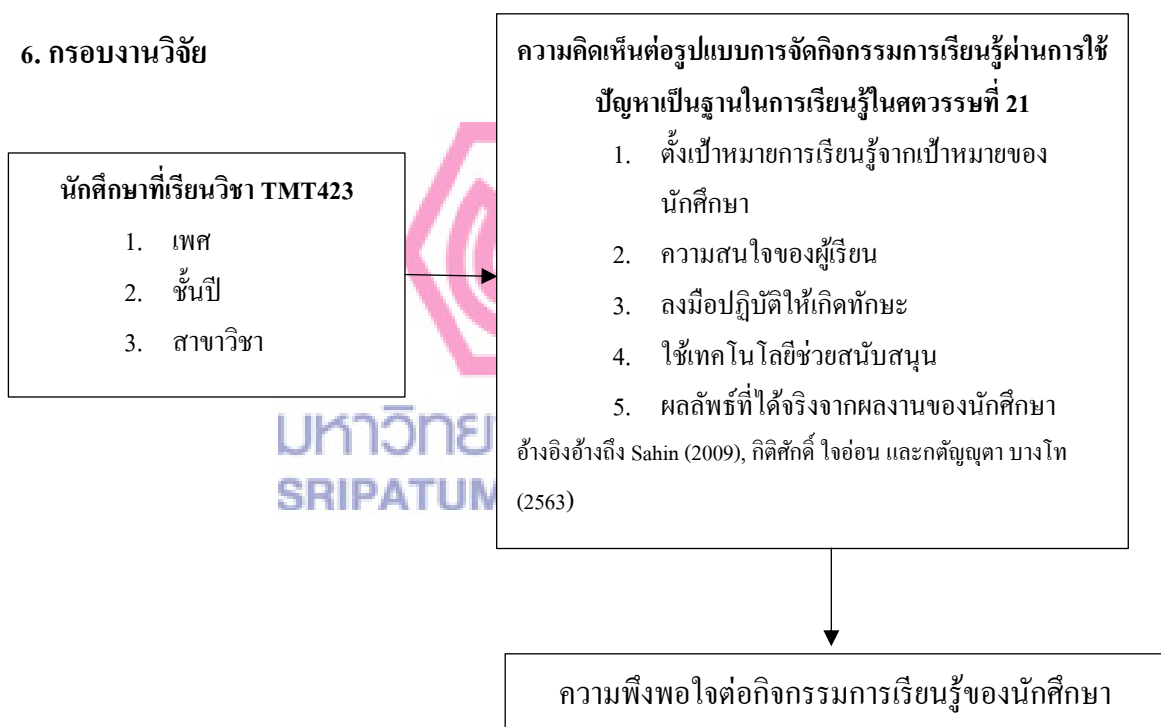 6. กรอบงานวิจัย
นักศึกษาที่เรียนวิชา TMT423
1. เพศ
2. ชั้นปี
3. สาขาวิชา
ความคิดเห็นต่อรูปแบบการจัดกิจกรรมการเรียนรู้ผ่านการใช้
ปัญหาเป็นฐานในการเรียนรู้ในศตวรรษที่ 21
1. ตั้งเป้าหมายการเรียนรู้จากเป้าหมายของ
นักศึกษา
2. ความสนใจของผู้เรียน
3. ลงมือปฏิบัติให้เกิดทักษะ
4. ใช้เทคโนโลยีช่วยสนับสนุน
5. ผลลัพธ์ที่ได้จริงจากผลงานของนักศึกษา
อ้างอิงอ้างถึง Sahin (2009), กิติศักดิ์ ใจอ่อน และกตัญญุตา บางโท
(2563)
มหาวิทย
SRIPATUM
ความพึงพอใจต่อกิจกรรมการเรียนรู้ของนักศึกษา